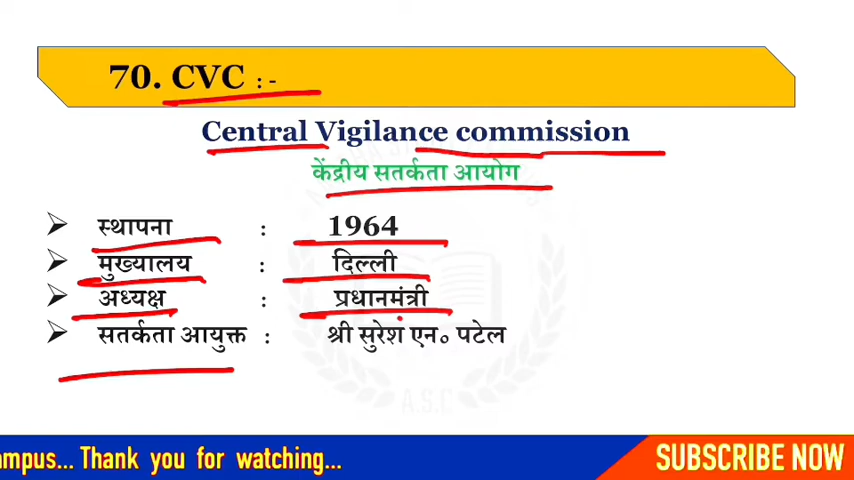 70. CVC :-
Central Vigilance commission
केंद्रीय सतर्कता आयोग
➢ स्थापना : 1964
➢ मुख्यालय : दिल्ली
➢ अध्यक्ष : प्रधानमंत्री
➢ सतर्कता आयुक्त : श्री सुरेश एन० पटेल
A.S.C
ampus... Thank you for watching...
SUBSCRIBE NOW